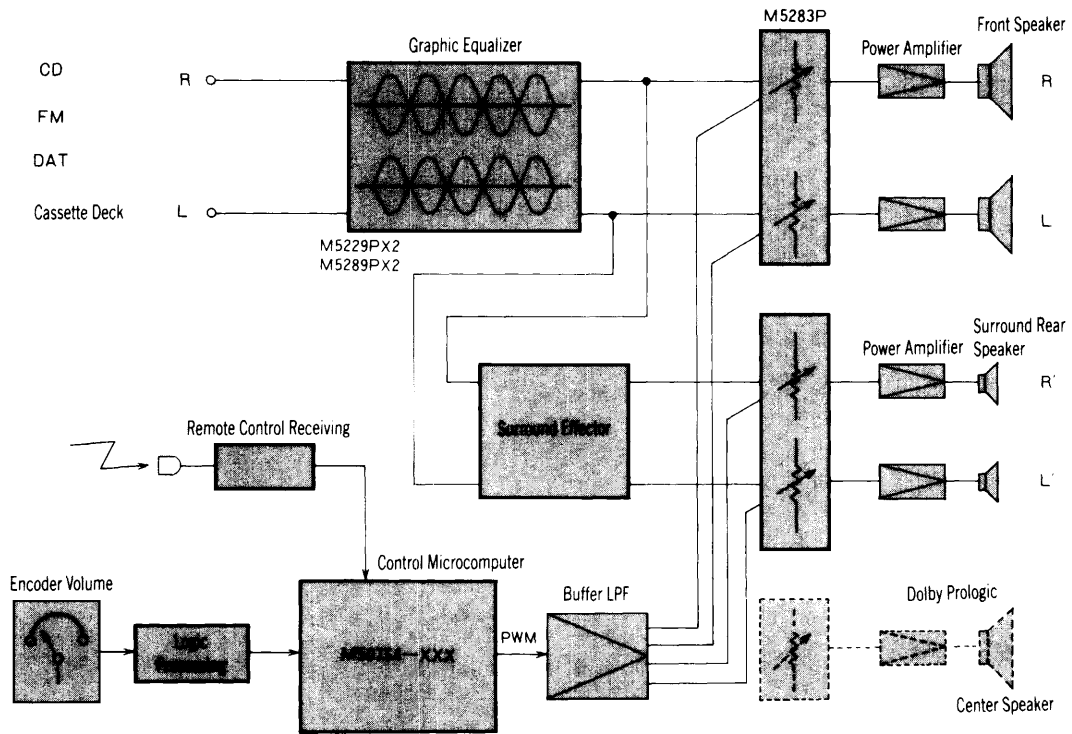 M5283P
Front Speaker
Graphic Equalizer
Power Amplifier
CD
R
R
FM
DAT
Cassette Deck
L
L
M5229PX2
M5289PX2
Surround Rear
Speaker
Power Amplifier
R'
Surround Effector
Remote Control Receiving
L'
Control Microcomputer
Encoder Volume
Buffer LPF
Dolby Prologic
Logic
PWM
Center Speaker